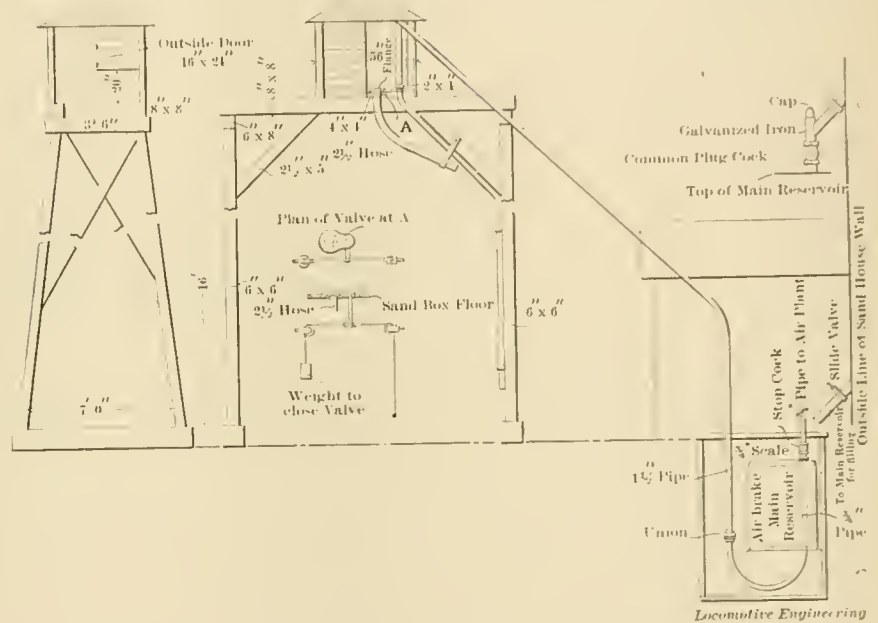 Outside Door
16" x 24"
20"
8" x 8"
3' 6"
7' 0"
8" x 8"
36"
Flange
2" x 4"
6" x 8"
4" x 4"
A
2½" Hose
2½" x 5"
Plan of Valve at A
16'
6" x 6"
2½" Hose
Sand Box Floor
6" x 6"
Weight to
close Valve
Cap
Galvanized Iron
Common Plug Cock
Top of Main Reservoir
Outside Line of Sand House Wall
Stop Cock
Pipe to Air Plant
Slide Valve
To Main Reservoir
for filling
Scale
1¼" Pipe
Air brake
Main
Reservoir
Union
Pipe
Locomotive Engineering